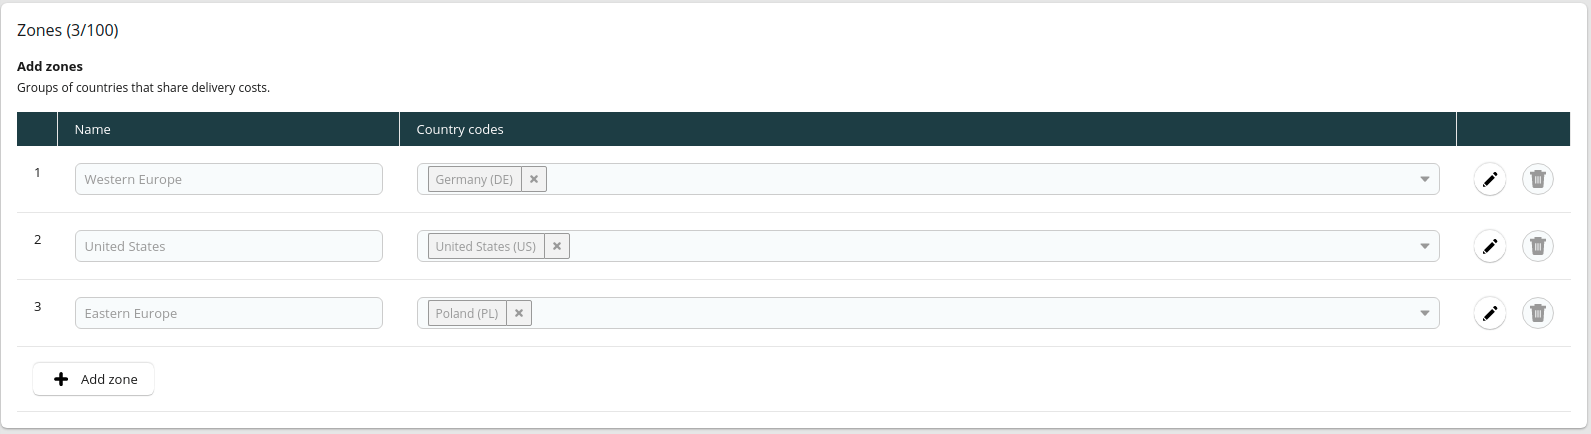 Zones (3/100)
Add zones
Groups of countries that share delivery costs.
Name Country codes
1 Western Europe Germany (DE)
2 United States United States (US)
3 Eastern Europe Poland (PL)
Add zone